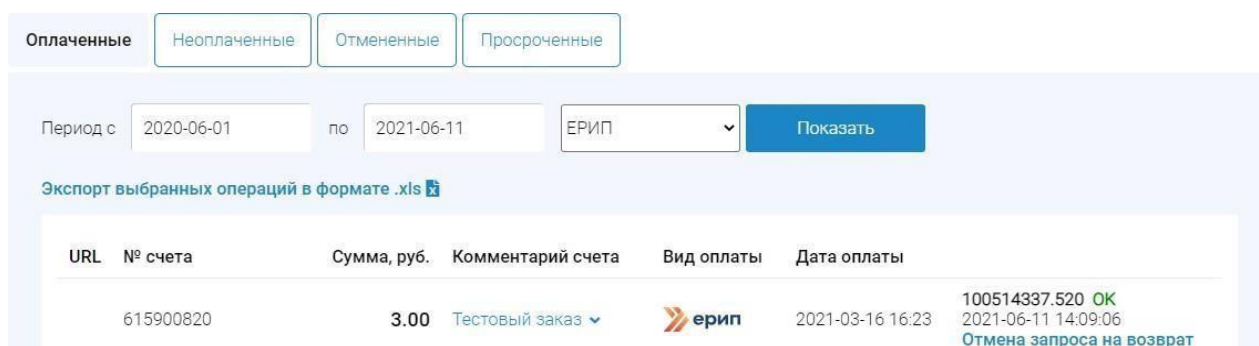 Оплаченные Неоплаченные Отмененные Просроченные
Период с 2020-06-01 по 2021-06-11 ЕРИП Показать
Экспорт выбранных операций в формате .xls
URL № счета Сумма, руб. Комментарий счета Вид оплаты Дата оплаты
615900820 3.00 Тестовый заказ ерип 2021-03-16 16:23 100514337.520 OK
2021-06-11 14:09:06
Отмена запроса на возврат